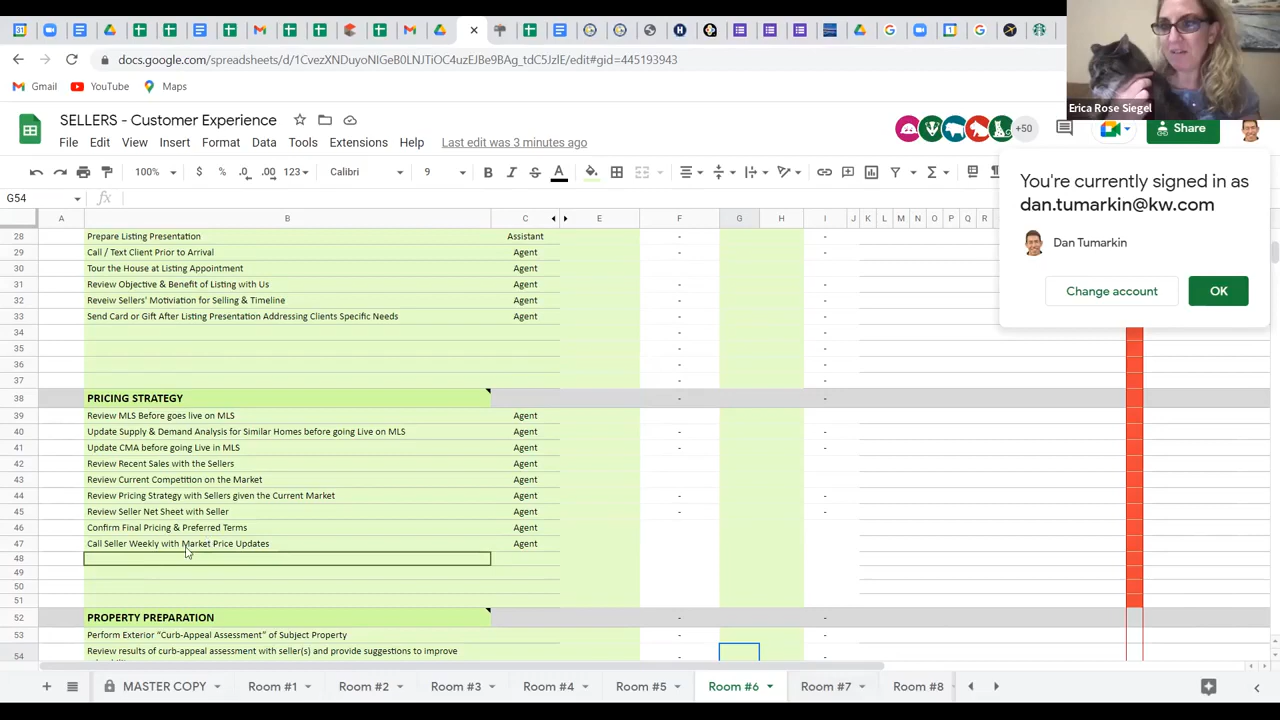 docs.google.com/spreadsheets/d/1CvezXNDuyoNIGeB0LNJTiOC4uzEJBe9BAg_tdC5JzlE/edit#gid=445193943
Gmail YouTube Maps
Erica Rose Siegel
SELLERS - Customer Experience
+50
Share
File Edit View Insert Format Data Tools Extensions Help Last edit was 3 minutes ago
100% $ % .0 .00 123 Calibri 9 B I S A
G54 fx
You're currently signed in as
dan.tumarkin@kw.com
Dan Tumarkin
Change account OK
A B C E F G H I J K L M N O P Q R
28 Prepare Listing Presentation Assistant - -
29 Call / Text Client Prior to Arrival Agent - -
30 Tour the House at Listing Appointment Agent
31 Review Objective & Benefit of Listing with Us Agent - -
32 Reveiw Sellers' Motiviation for Selling & Timeline Agent - -
33 Send Card or Gift After Listing Presentation Addressing Clients Specific Needs Agent - -
34 - -
35 - -
36 - -
37 - -
38 PRICING STRATEGY - -
39 Review MLS Before goes live on MLS Agent
40 Update Supply & Demand Analysis for Similar Homes before going Live on MLS Agent - -
41 Update CMA before going Live in MLS Agent - -
42 Review Recent Sales with the Sellers Agent
43 Review Current Competition on the Market Agent
44 Review Pricing Strategy with Sellers given the Current Market Agent - -
45 Review Seller Net Sheet with Seller Agent - -
46 Confirm Final Pricing & Preferred Terms Agent
47 Call Seller Weekly with Market Price Updates Agent
48
49
50
51
52 PROPERTY PREPARATION - -
53 Perform Exterior “Curb-Appeal Assessment” of Subject Property - -
54 Review results of curb-appeal assessment with seller(s) and provide suggestions to improve - -
MASTER COPY Room #1 Room #2 Room #3 Room #4 Room #5 Room #6 Room #7 Room #8